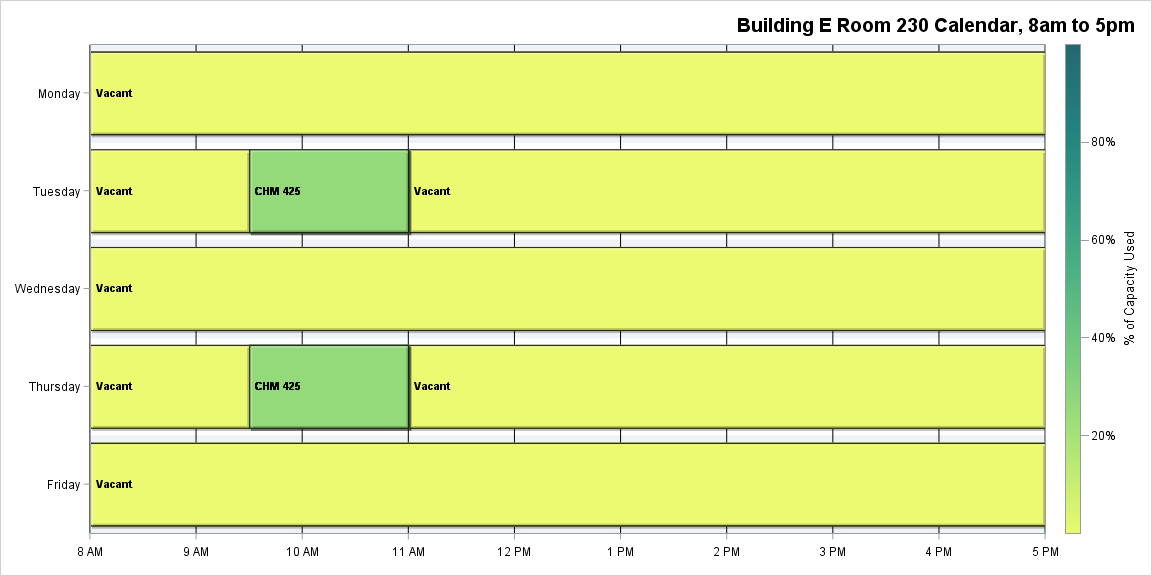 Building E Room 230 Calendar, 8am to 5pm
Monday
Vacant
Tuesday
Vacant
CHM 425
Vacant
Wednesday
Vacant
Thursday
Vacant
CHM 425
Vacant
Friday
Vacant
8 AM
9 AM
10 AM
11 AM
12 PM
1 PM
2 PM
3 PM
4 PM
5 PM
80%
60%
40%
20%
% of Capacity Used